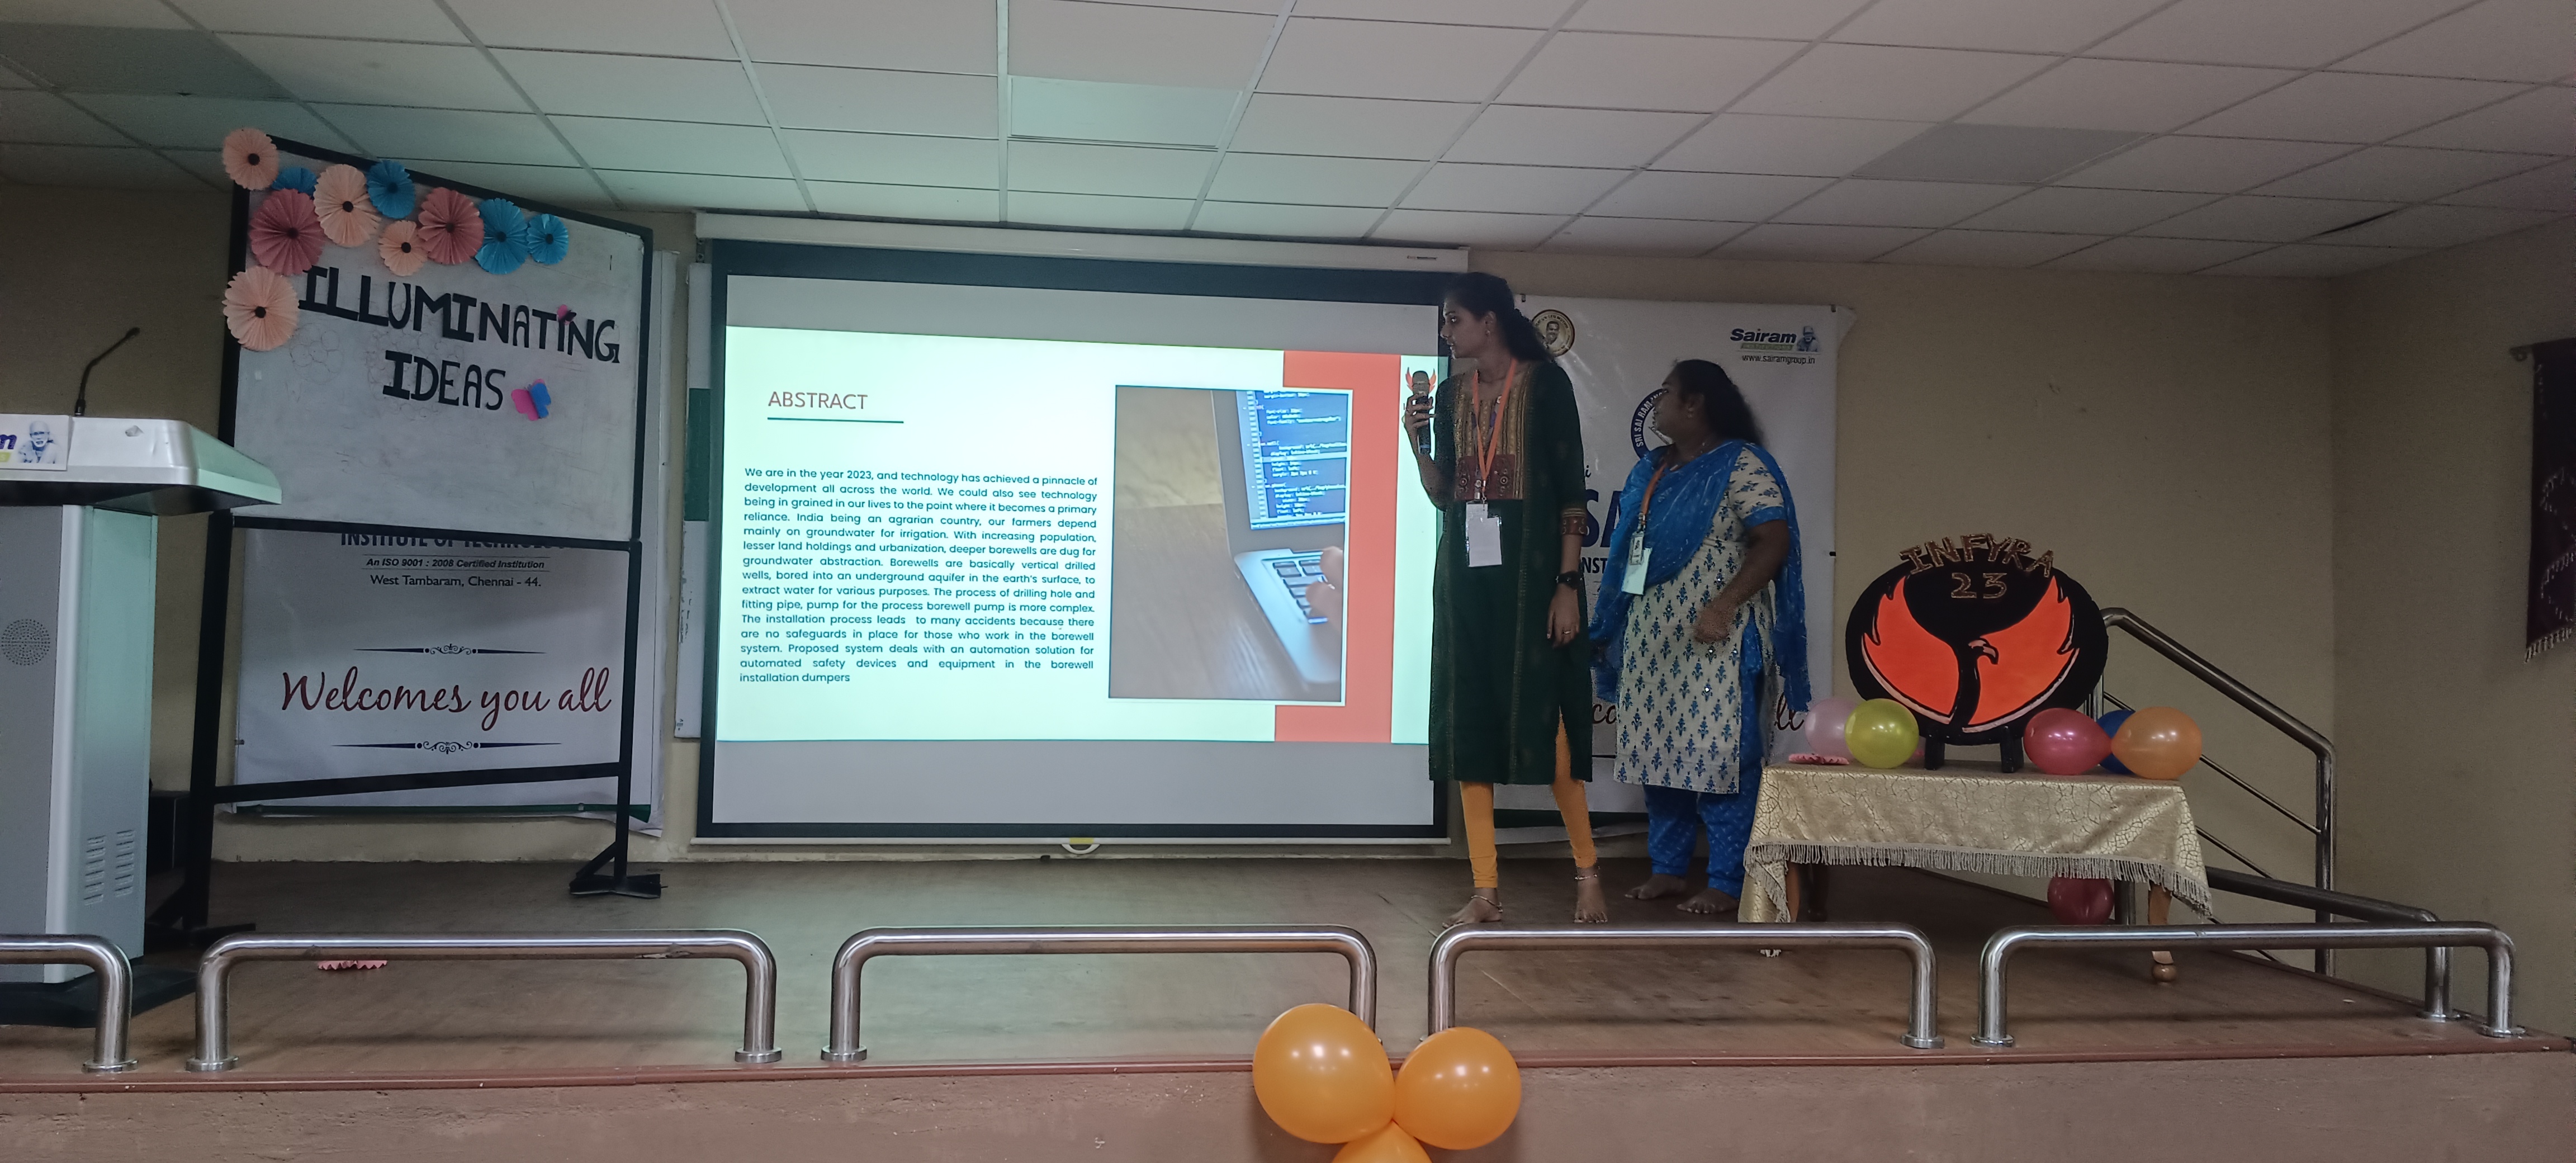 ILLUMINATING
IDEAS
INSTITUTE OF
An ISO 9001 : 2008 Certified Institution
West Tambaram, Chennai - 44.
Welcomes you all
ABSTRACT
We are in the year 2023, and technology has achieved a pinnacle of
development all across the world. We could also see technology
being in grained in our lives to the point where it becomes a primary
reliance. India being an agrarian country, our farmers depend
mainly on groundwater for irrigation. With increasing population,
lesser land holdings and urbanization, deeper borewells are dug for
groundwater abstraction. Borewells are basically vertical drilled
wells, bored into an underground aquifer in the earth's surface, to
extract water for various purposes. The process of drilling hole and
fitting pipe, pump for the process borewell pump is more complex.
The installation process leads to many accidents because there
are no safeguards in place for those who work in the borewell
system. Proposed system deals with an automation solution for
automated safety devices and equipment in the borewell
installation dumpers
Sairam
www.sairamgroup.in
SRI SAI RAM
INFYRA
23